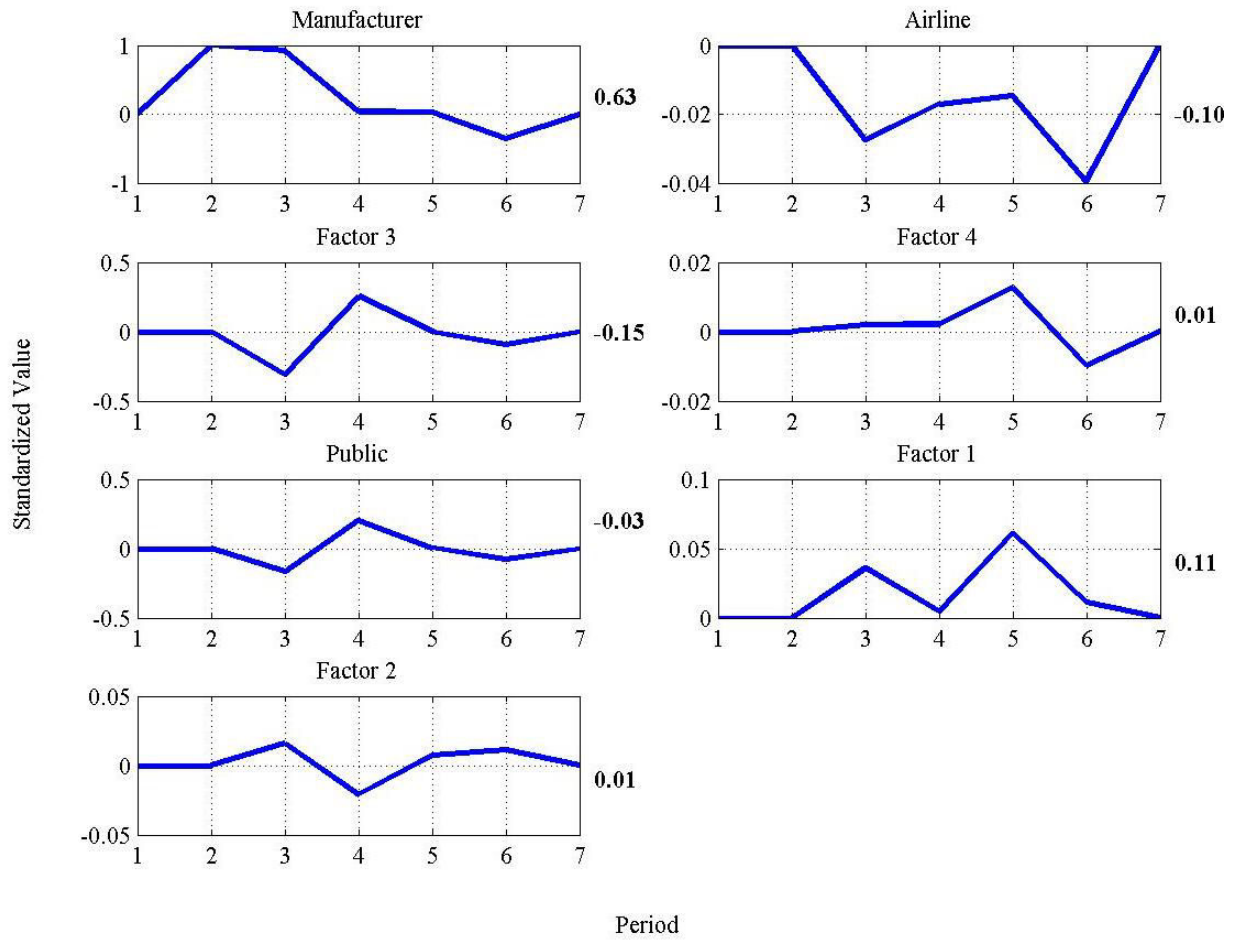 Manufacturer
1
0
-1
1 2 3 4 5 6 7
0.63
Airline
0
-0.02
-0.04
1 2 3 4 5 6 7
-0.10
Factor 3
0.5
0
-0.5
1 2 3 4 5 6 7
-0.15
Factor 4
0.02
0
-0.02
1 2 3 4 5 6 7
0.01
Public
0.5
0
-0.5
1 2 3 4 5 6 7
-0.03
Factor 1
0.1
0.05
0
1 2 3 4 5 6 7
0.11
Factor 2
0.05
0
-0.05
1 2 3 4 5 6 7
0.01
Standardized Value
Period